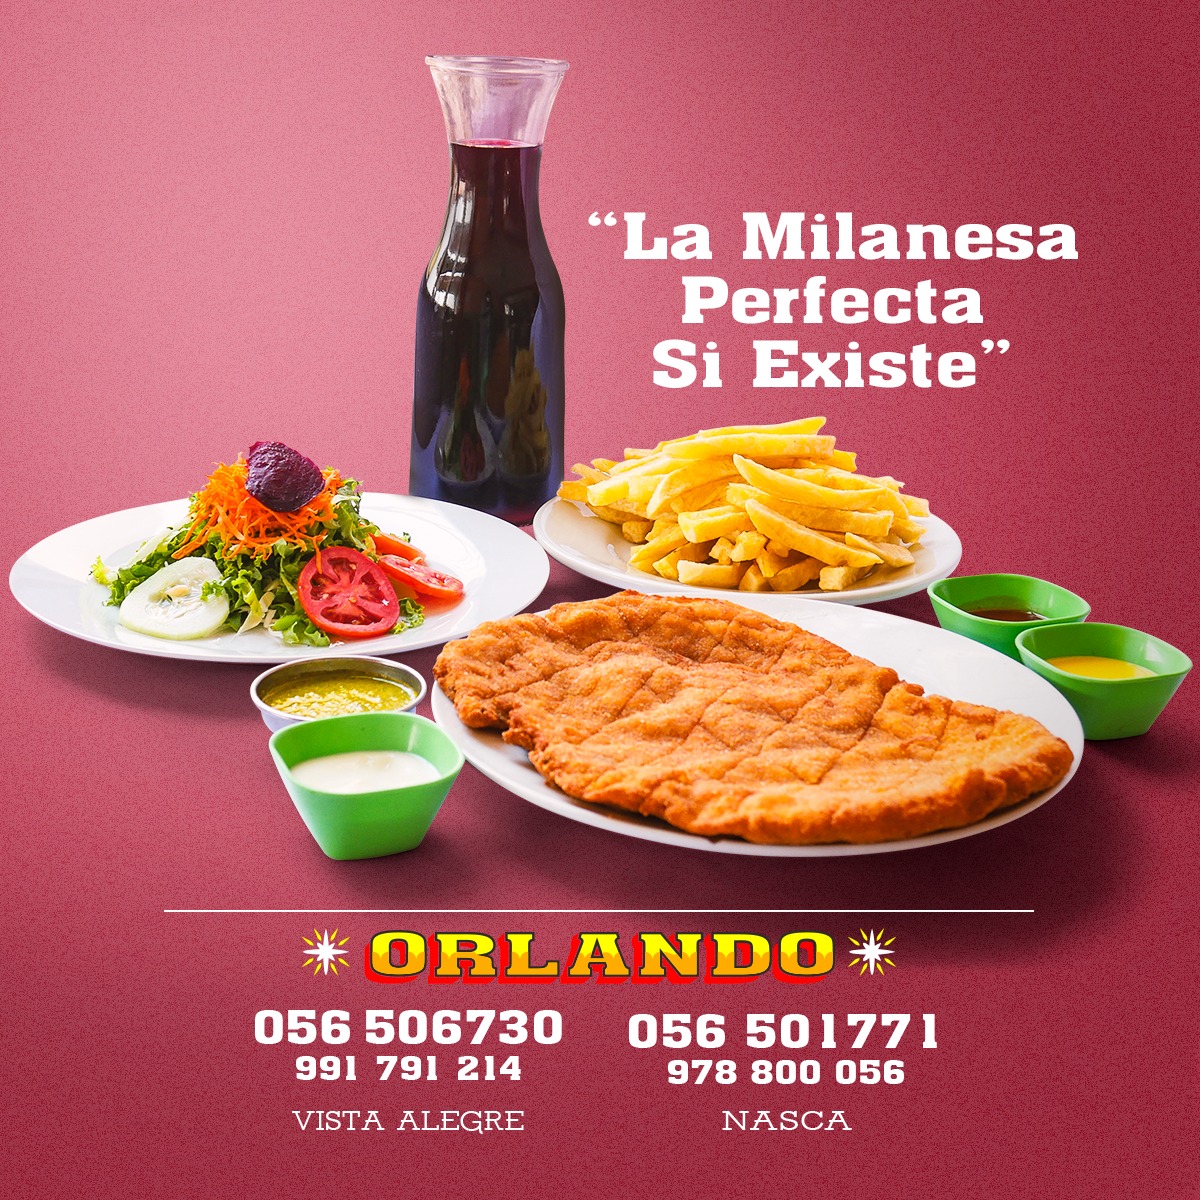 “La Milanesa
Perfecta
Si Existe”
ORLANDO
056 506730
991 791 214
VISTA ALEGRE
056 501771
978 800 056
NASCA